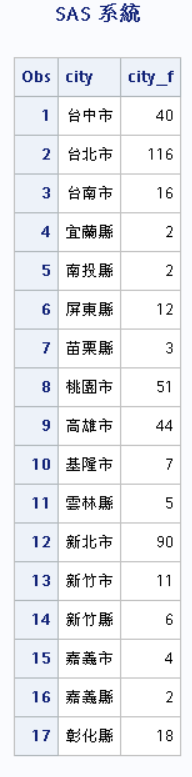 SAS 系統
Obs city city_f
1 台中市 40
2 台北市 116
3 台南市 16
4 宜蘭縣 2
5 南投縣 2
6 屏東縣 12
7 苗栗縣 3
8 桃園市 51
9 高雄市 44
10 基隆市 7
11 雲林縣 5
12 新北市 90
13 新竹市 11
14 新竹縣 6
15 嘉義市 4
16 嘉義縣 2
17 彰化縣 18